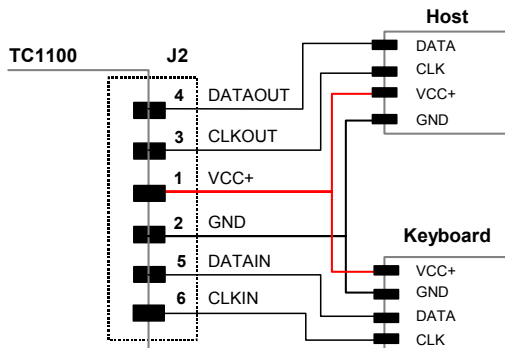 Host
TC1100 J2
DATA
4 DATAOUT
CLK
VCC+
3 CLKOUT
GND
1 VCC+
2 GND
Keyboard
5 DATAIN
VCC+
GND
6 CLKIN
DATA
CLK